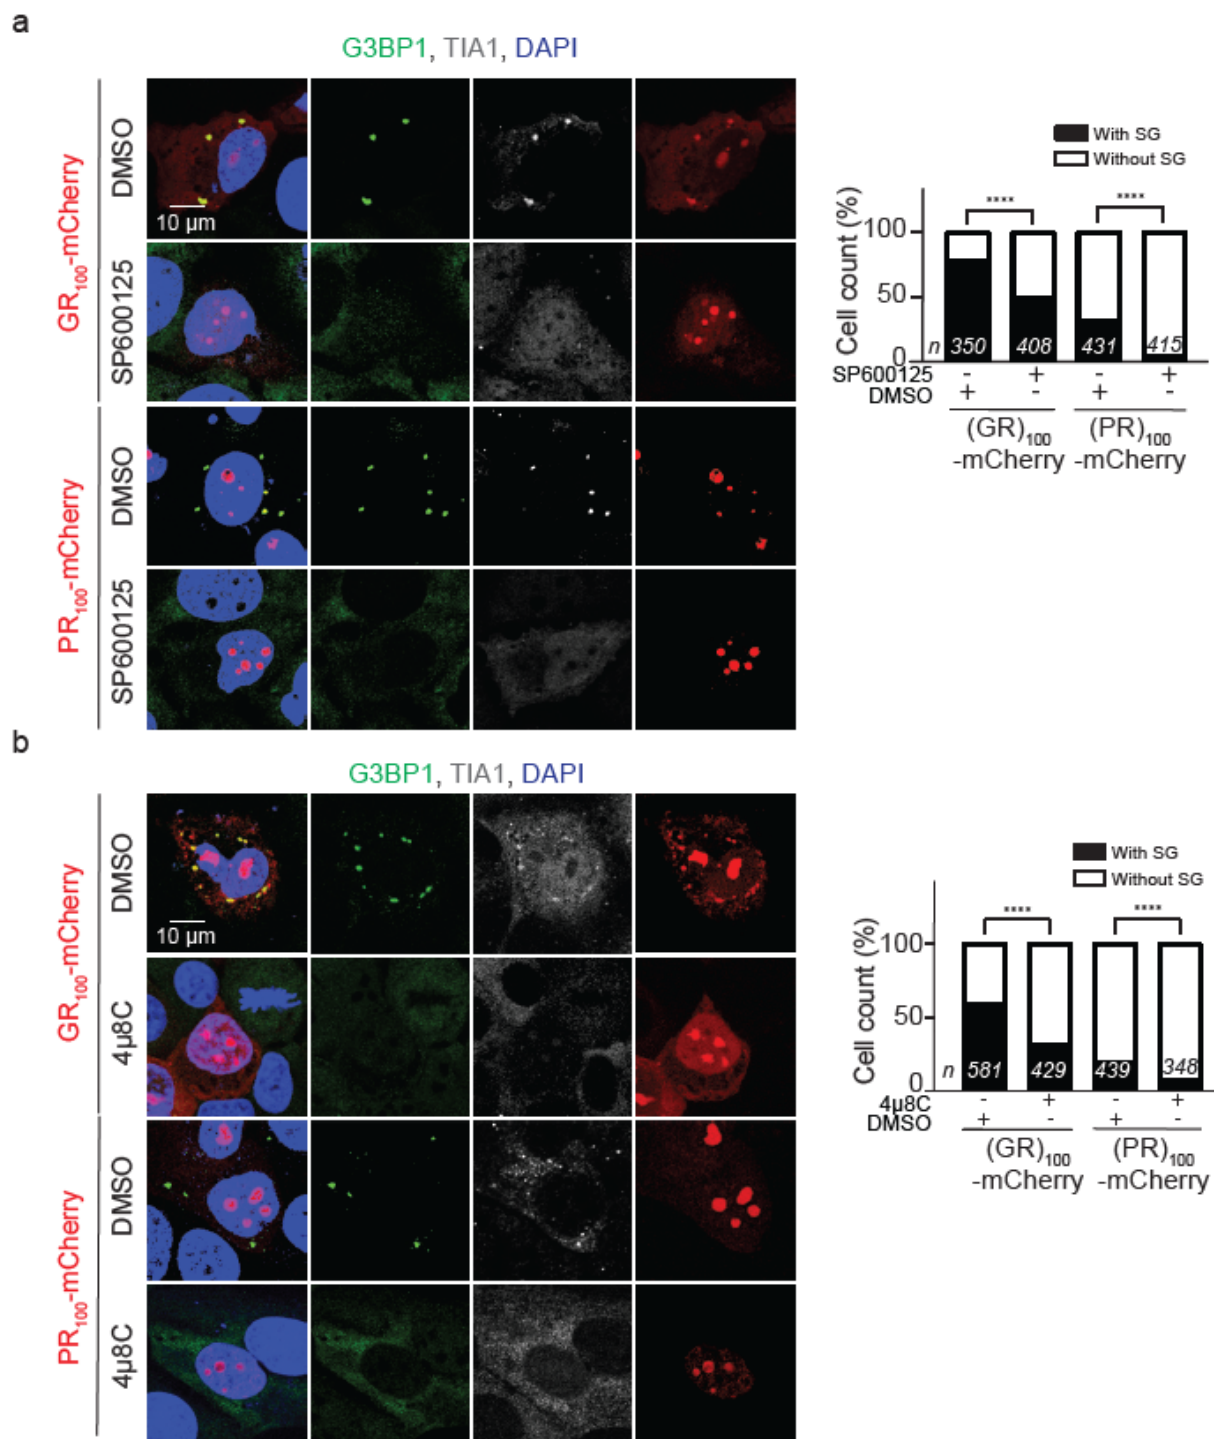 a
G3BP1, TIA1, DAPI
GR100-mCherry
DMSO
10 µm
SP600125
PR100-mCherry
DMSO
SP600125
With SG
Without SG
****
****
Cell count (%)
100
50
0
n 350 408 431 415
SP600125 - + - +
DMSO + - + -
(GR)100 (PR)100
-mCherry -mCherry
b
G3BP1, TIA1, DAPI
GR100-mCherry
DMSO
10 µm
4µ8C
PR100-mCherry
DMSO
4µ8C
With SG
Without SG
****
****
Cell count (%)
100
50
0
n 581 429 439 348
4µ8C - + - +
DMSO + - + -
(GR)100 (PR)100
-mCherry -mCherry